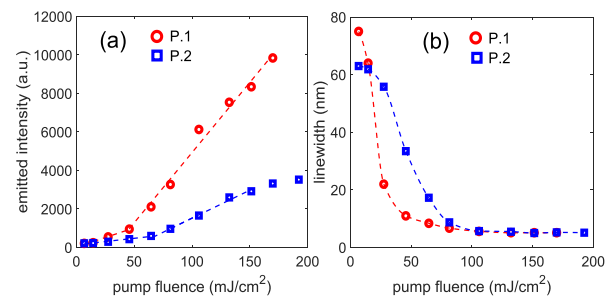 (a)
P.1
P.2
emitted intensity (a.u.)
12000
10000
8000
6000
4000
2000
0
0 50 100 150 200
pump fluence (mJ/cm²)
(b)
P.1
P.2
linewidth (nm)
80
60
40
20
0
0 50 100 150 200
pump fluence (mJ/cm²)